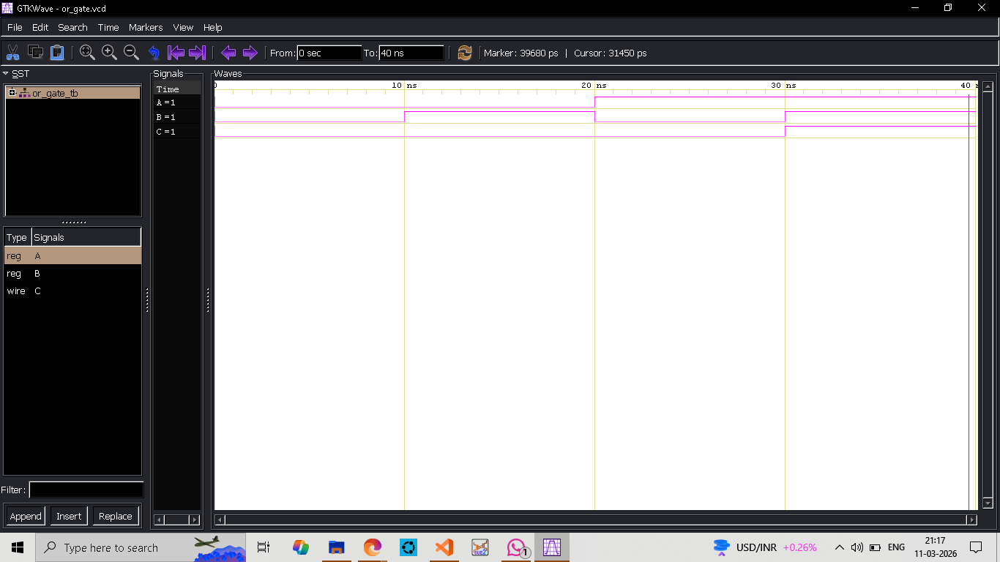 GTKWave - or_gate.vcd
File Edit Search Time Markers View Help
From: 0 sec To: 40 ns Marker: 39680 ps | Cursor: 31450 ps
SST
or_gate_tb
Type Signals
reg A
reg B
wire C
Filter:
Append Insert Replace
Signals
Time
A =1
B =1
C =1
Waves
0 10 ns 20 ns 30 ns 40 n
Type here to search
1
USD/INR +0.26%
ENG
21:17
11-03-2026